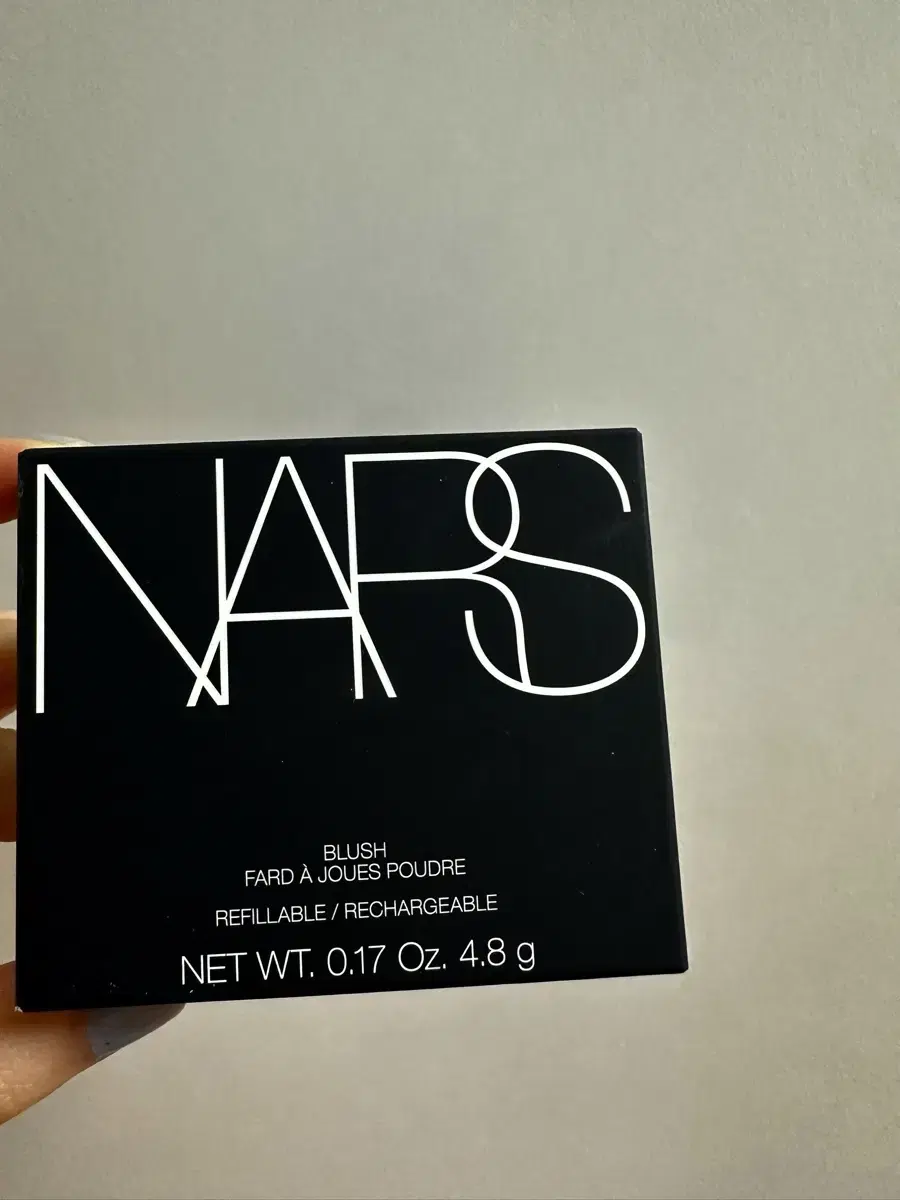 NARS
BLUSH
FARD À JOUES POUDRE
REFILLABLE / RECHARGEABLE
NET WT. 0.17 Oz. 4.8 g